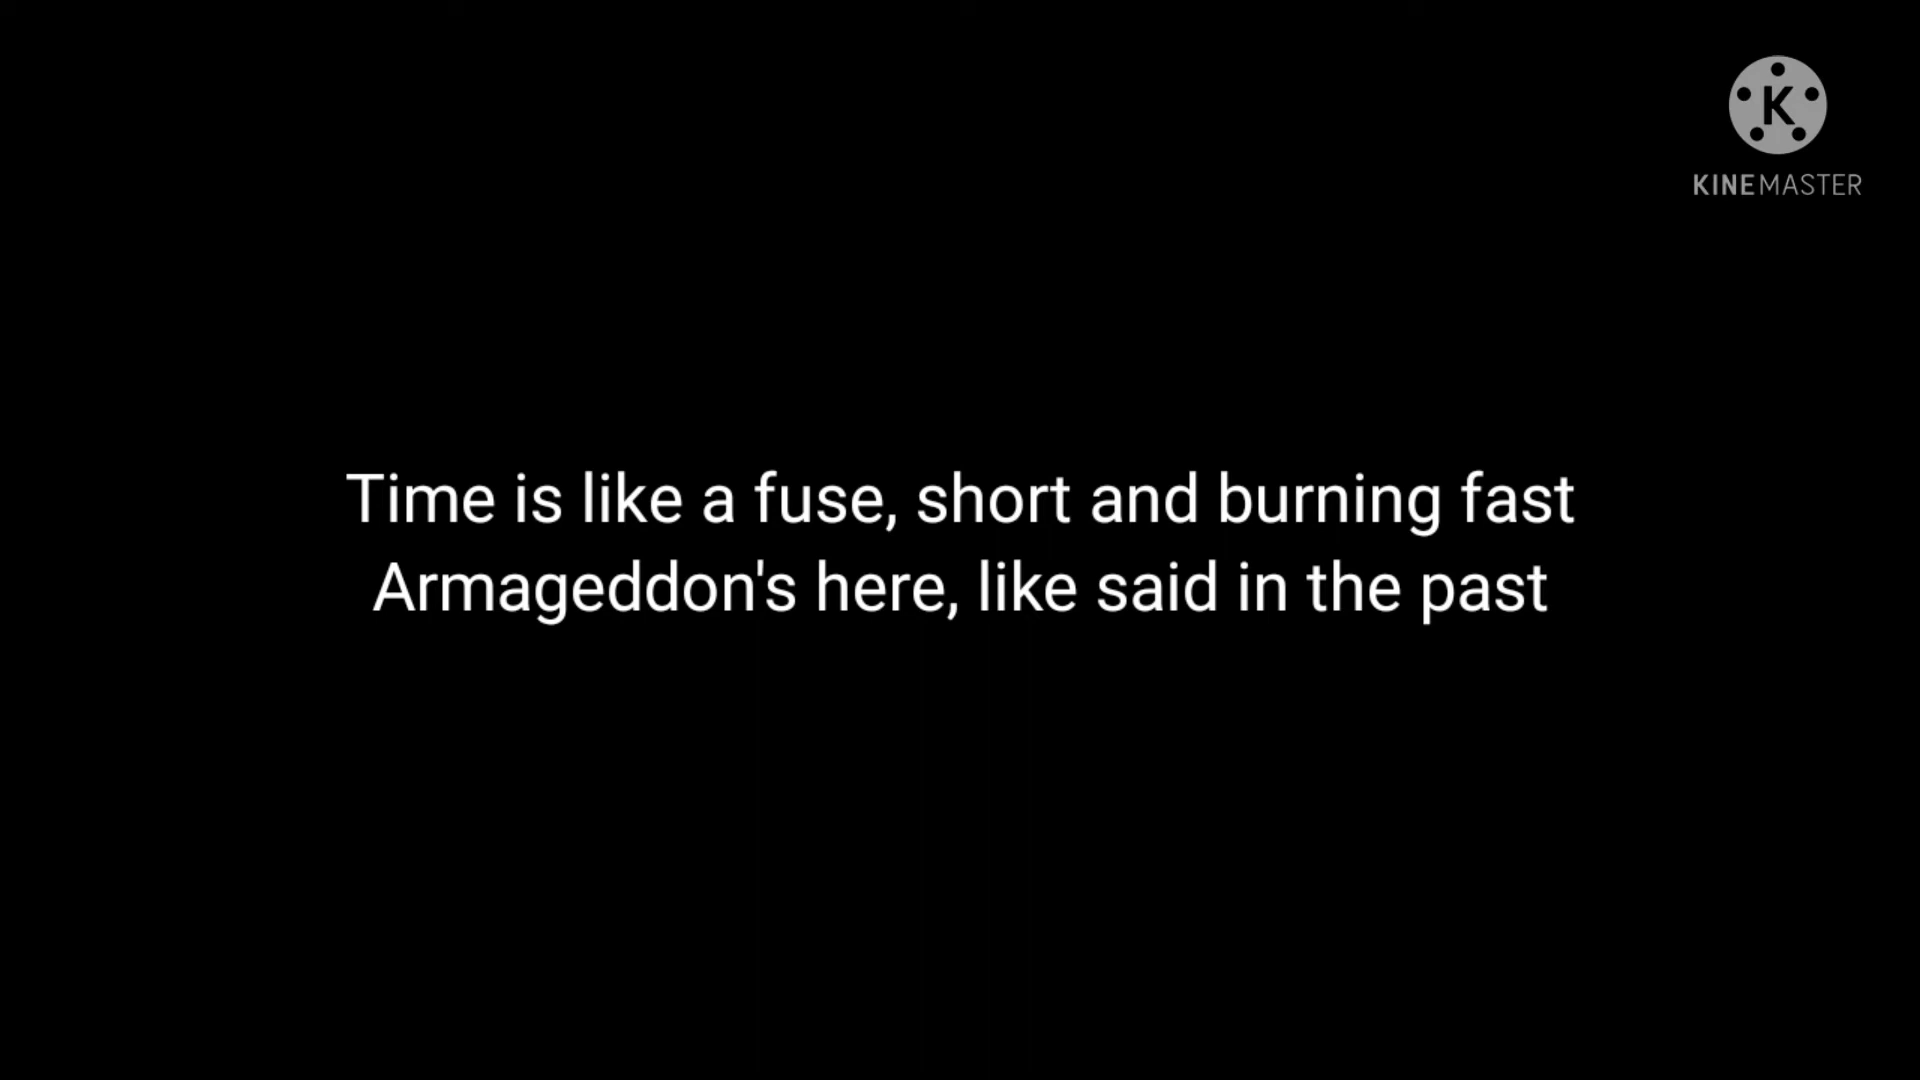 K
KINEMASTER
Time is like a fuse, short and burning fast
Armageddon's here, like said in the past